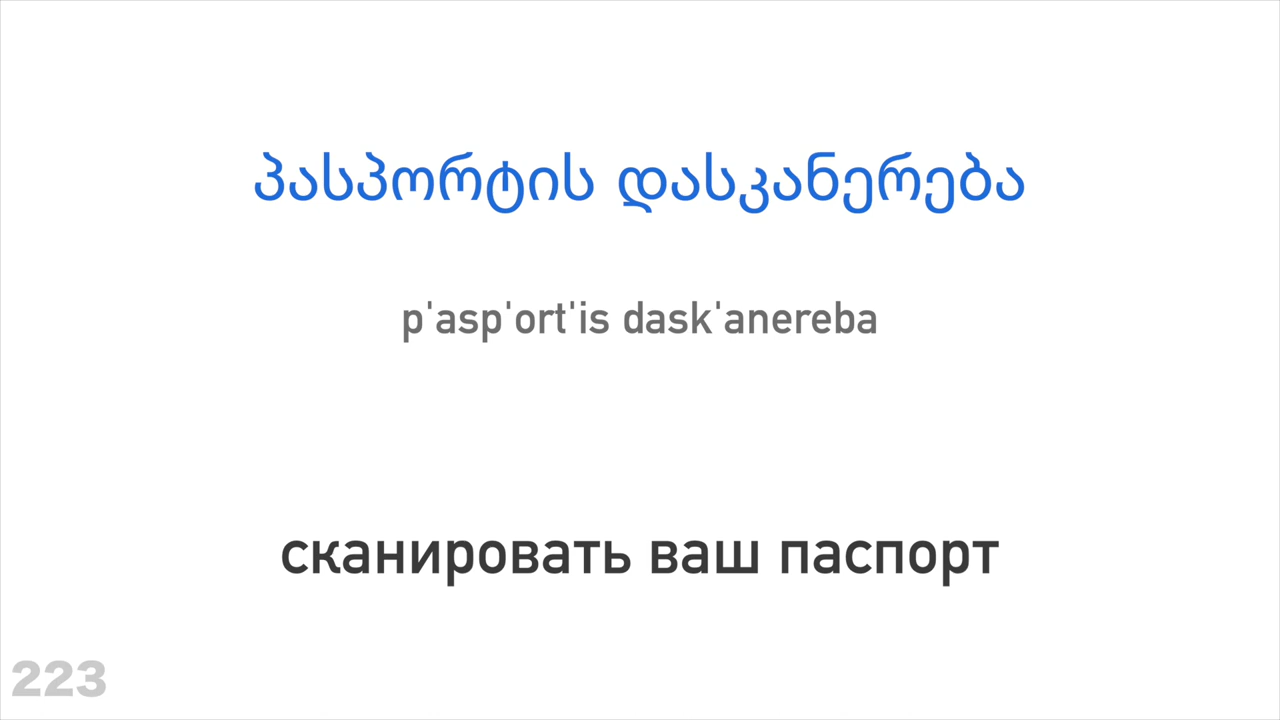 პასპორტის დასკანერება
p'asp'ort'is dask'anereba
сканировать ваш паспорт
223